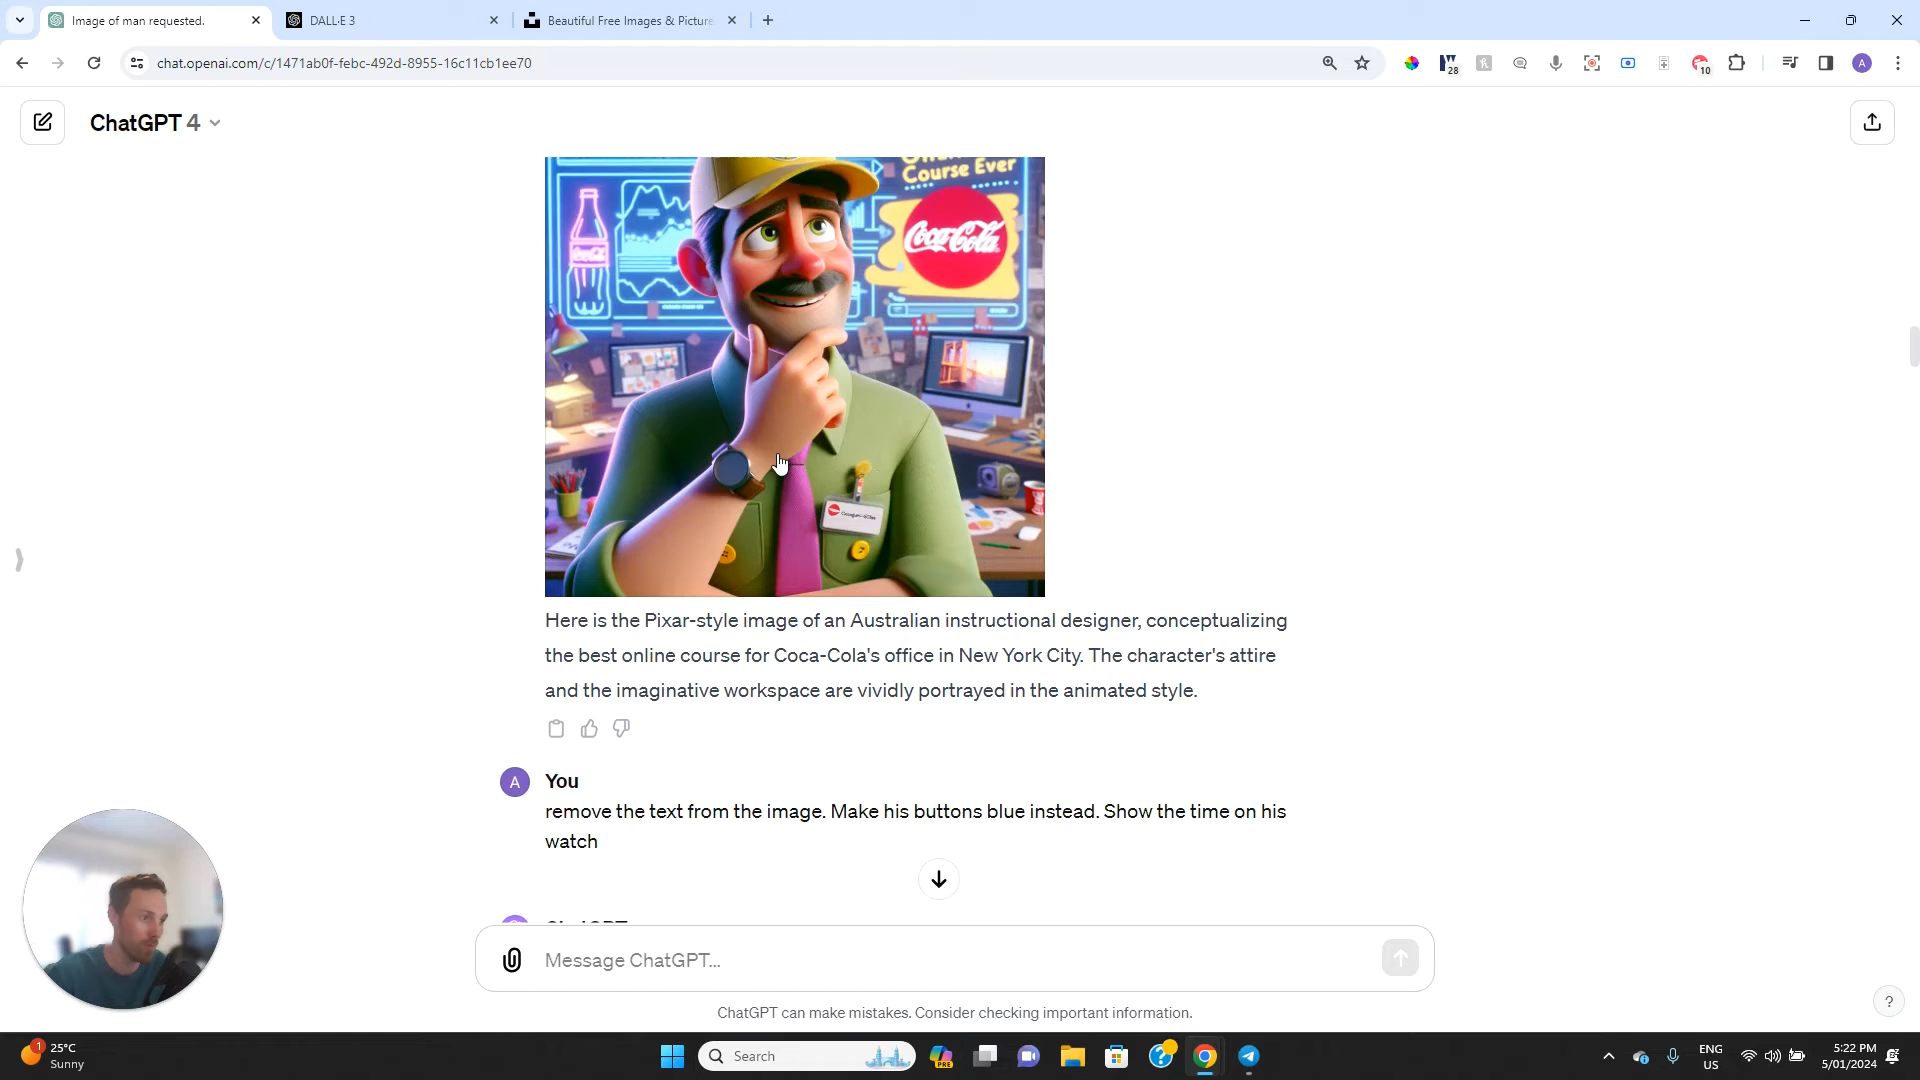 Image of man requested.
DALL·E 3
Beautiful Free Images & Picture
chat.openai.com/c/1471ab0f-febc-492d-8955-16c11cb1ee70
28
10
A
ChatGPT 4
Course Ever
Coca-Cola
Here is the Pixar-style image of an Australian instructional designer, conceptualizing
the best online course for Coca-Cola's office in New York City. The character's attire
and the imaginative workspace are vividly portrayed in the animated style.
A
You
remove the text from the image. Make his buttons blue instead. Show the time on his
watch
ChatGPT
Message ChatGPT...
ChatGPT can make mistakes. Consider checking important information.
?
1
25°C
Sunny
Search
PRE
ENG
US
5:22 PM
5/01/2024